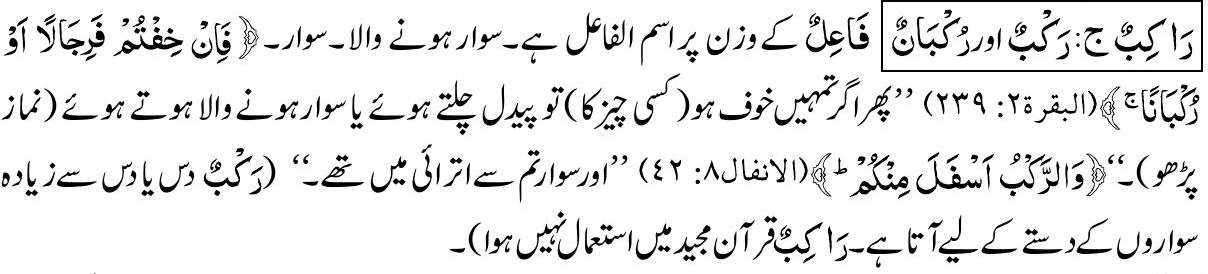 رَاکِبٌ ج: رَکْبٌ اور رُکْبَانٌ فَاعِلٌ کے وزن پر اسم الفاعل ہے۔ سوار ہونے والا۔ سوار۔ ﴿فَاِنْ خِفْتُمْ فَرِجَالًا اَوْ
رُکْبَانًا ۚ﴾ (البقرۃ۲: ۲۳۹) ’’پھر اگر تمہیں خوف ہو (کسی چیز کا) تو پیدل چلتے ہوئے یا سوار ہونے والا ہوتے ہوئے (نماز
پڑھو)۔‘‘ ﴿وَالرَّکْبُ اَسْفَلَ مِنْکُمْ ؕ﴾ (الانفال۸: ۴۲) ’’اور سوار تم سے اترائی میں تھے۔‘‘ (رَکْبٌ دس یا دس سے زیادہ
سواروں کے دستے کے لیے آتا ہے۔ رَاکِبٌ قرآن مجید میں استعمال نہیں ہوا)۔